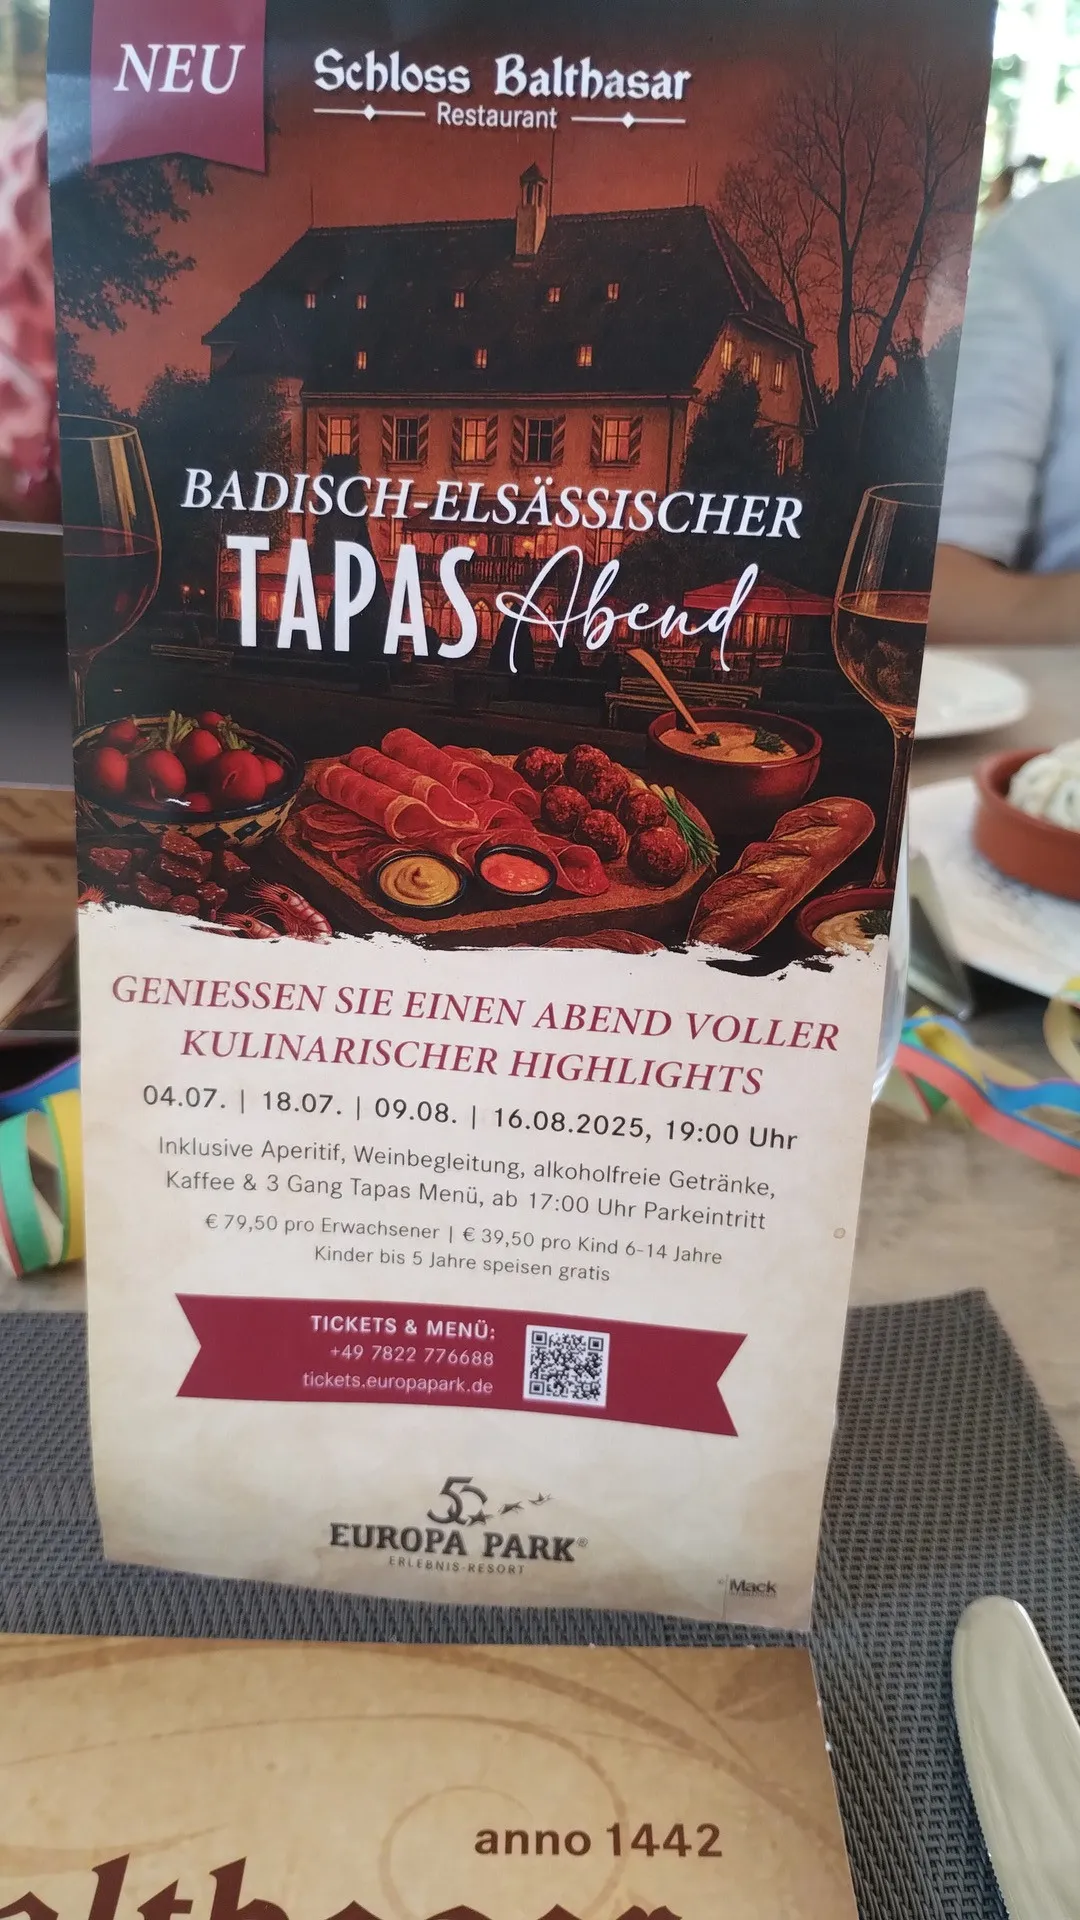 NEU
Schloss Balthasar
Restaurant
BADISCH-ELSÄSSISCHER
TAPAS Abend
GENIESSEN SIE EINEN ABEND VOLLER
KULINARISCHER HIGHLIGHTS
04.07. | 18.07. | 09.08. | 16.08.2025, 19:00 Uhr
Inklusive Aperitif, Weinbegleitung, alkoholfreie Getränke,
Kaffee & 3 Gang Tapas Menü, ab 17:00 Uhr Parkeintritt
€ 79,50 pro Erwachsener | € 39,50 pro Kind 6-14 Jahre
Kinder bis 5 Jahre speisen gratis
TICKETS & MENÜ:
+49 7822 776688
tickets.europapark.de
50
EUROPA PARK®
ERLEBNIS-RESORT
Mack
anno 1442